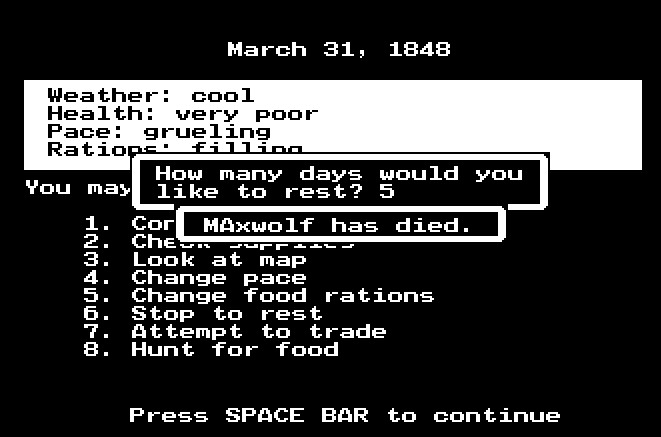 March 31, 1848
Weather: cool
Health: very poor
Pace: grueling
Rations: filling
How many days would you
like to rest? 5
You may
MAxwolf has died.
1. Con
2. Check supplies
3. Look at map
4. Change pace
5. Change food rations
6. Stop to rest
7. Attempt to trade
8. Hunt for food
Press SPACE BAR to continue